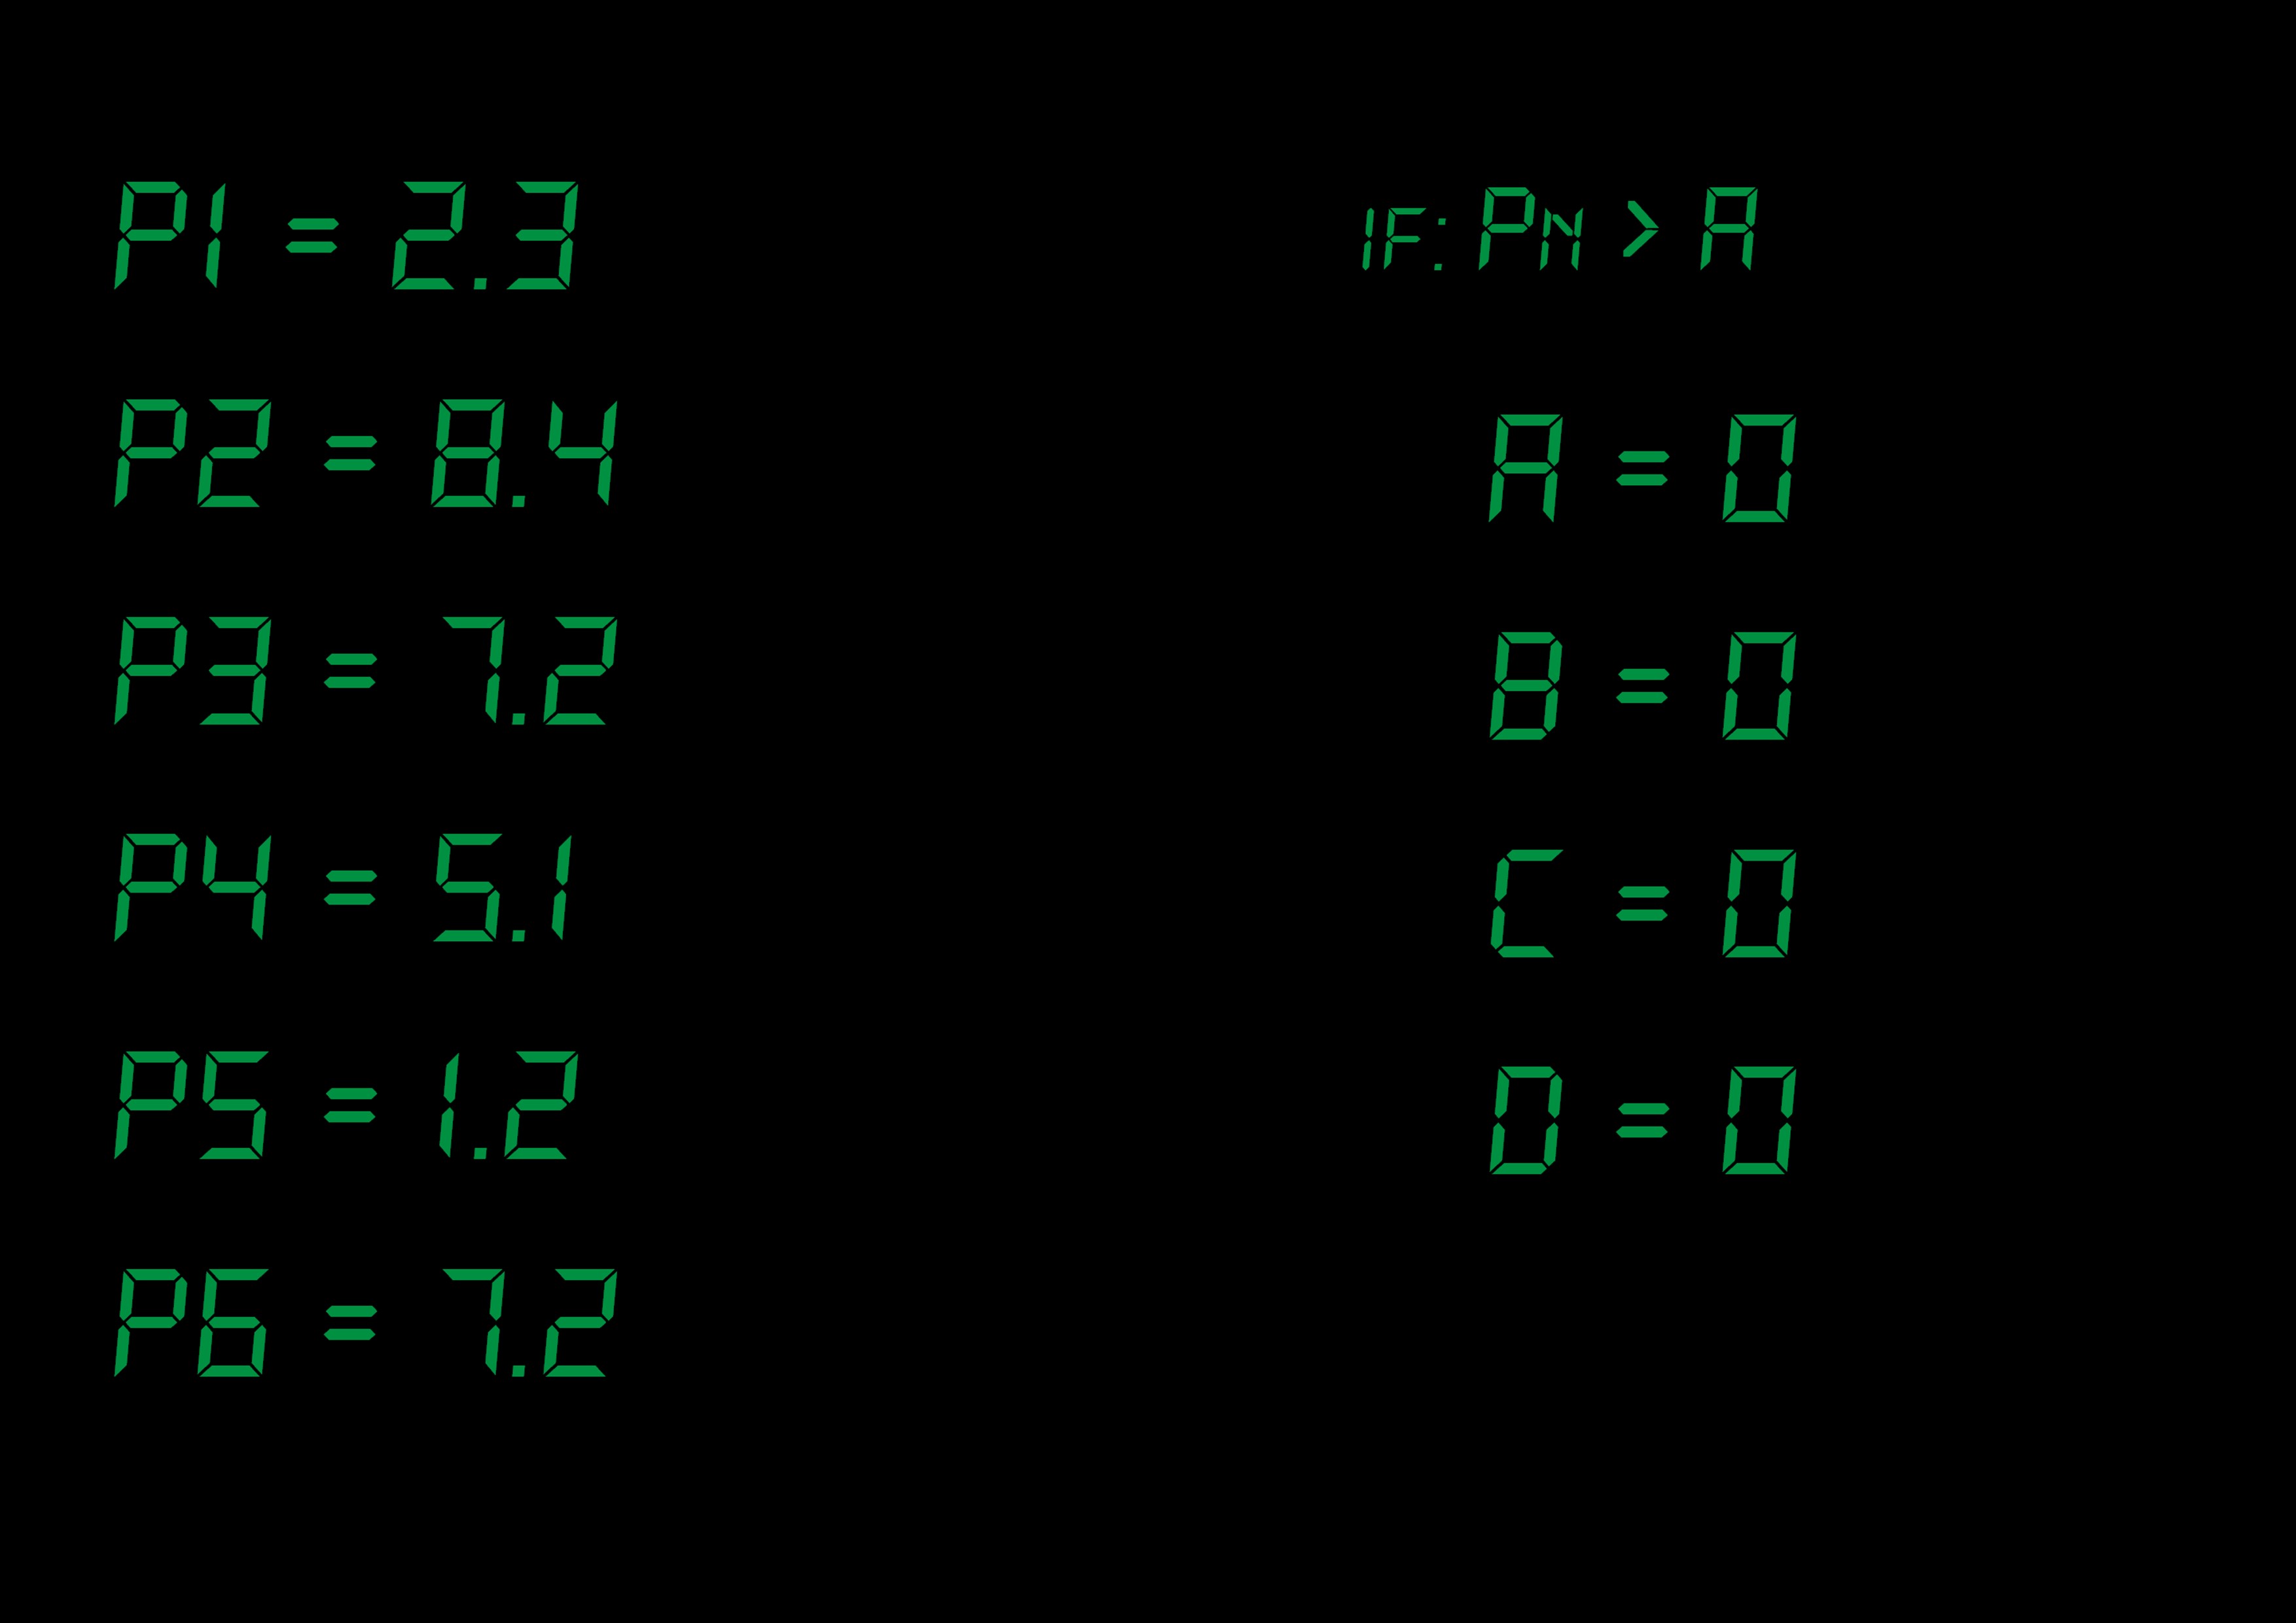 P1 = 2.3
P2 = 8.4
P3 = 7.2
P4 = 5.1
P5 = 1.2
P6 = 7.2
IF: PN > A
A = 0
B = 0
C = 0
D = 0